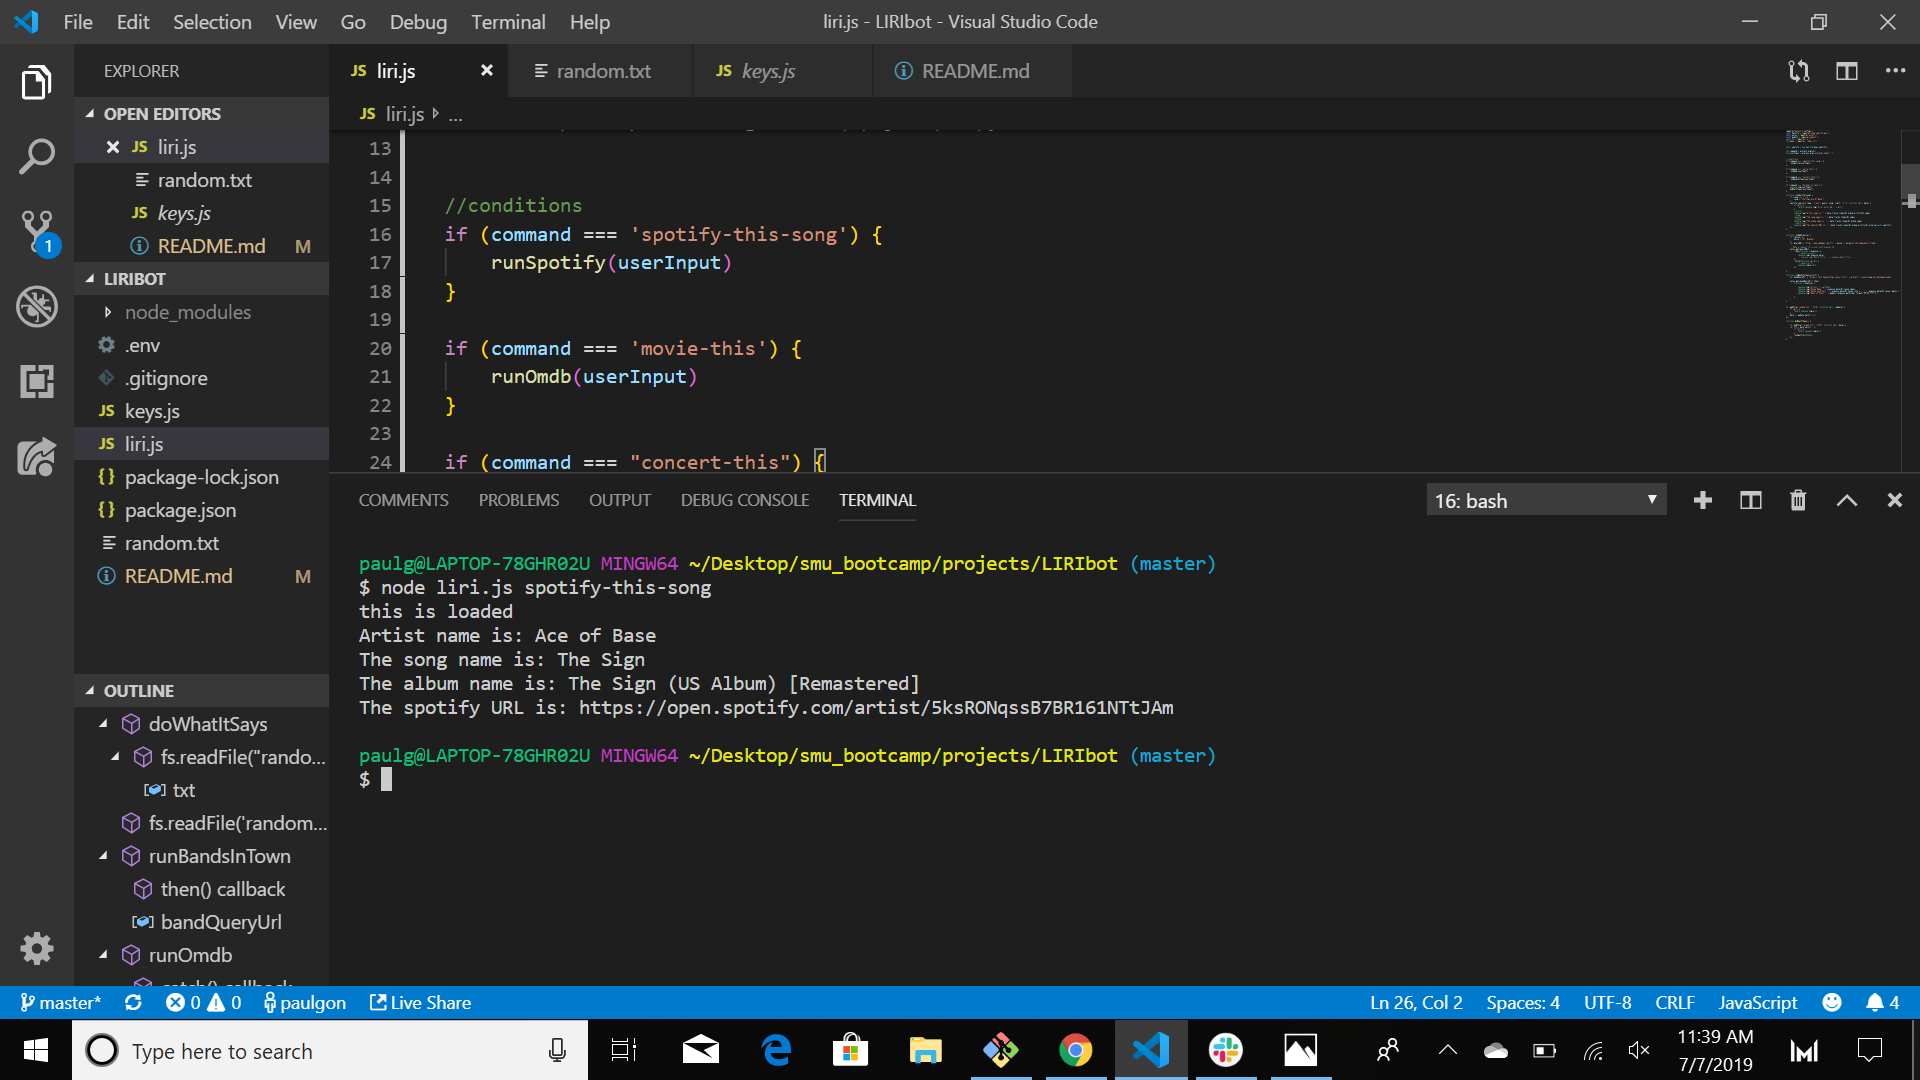 File Edit Selection View Go Debug Terminal Help liri.js - LIRIbot - Visual Studio Code
EXPLORER
JS liri.js random.txt JS keys.js README.md
OPEN EDITORS
JS liri.js
random.txt
JS keys.js
README.md M
LIRIBOT
node_modules
.env
.gitignore
JS keys.js
JS liri.js
{} package-lock.json
{} package.json
random.txt
README.md M
OUTLINE
doWhatItSays
fs.readFile("rando...
txt
fs.readFile('random...
runBandsInTown
then() callback
bandQueryUrl
runOmdb
1
JS liri.js ...
13
14
15 //conditions
16 if (command === 'spotify-this-song') {
17 runSpotify(userInput)
18 }
19
20 if (command === 'movie-this') {
21 runOmdb(userInput)
22 }
23
24 if (command === "concert-this") {
COMMENTS PROBLEMS OUTPUT DEBUG CONSOLE TERMINAL 16: bash
paulg@LAPTOP-78GHR02U MINGW64 ~/Desktop/smu_bootcamp/projects/LIRIbot (master)
$ node liri.js spotify-this-song
this is loaded
Artist name is: Ace of Base
The song name is: The Sign
The album name is: The Sign (US Album) [Remastered]
The spotify URL is: https://open.spotify.com/artist/5ksRONqssB7BR161NTtJAm
paulg@LAPTOP-78GHR02U MINGW64 ~/Desktop/smu_bootcamp/projects/LIRIbot (master)
$
master* 0 0 paulgon Live Share Ln 26, Col 2 Spaces: 4 UTF-8 CRLF JavaScript 4
Type here to search
11:39 AM
7/7/2019